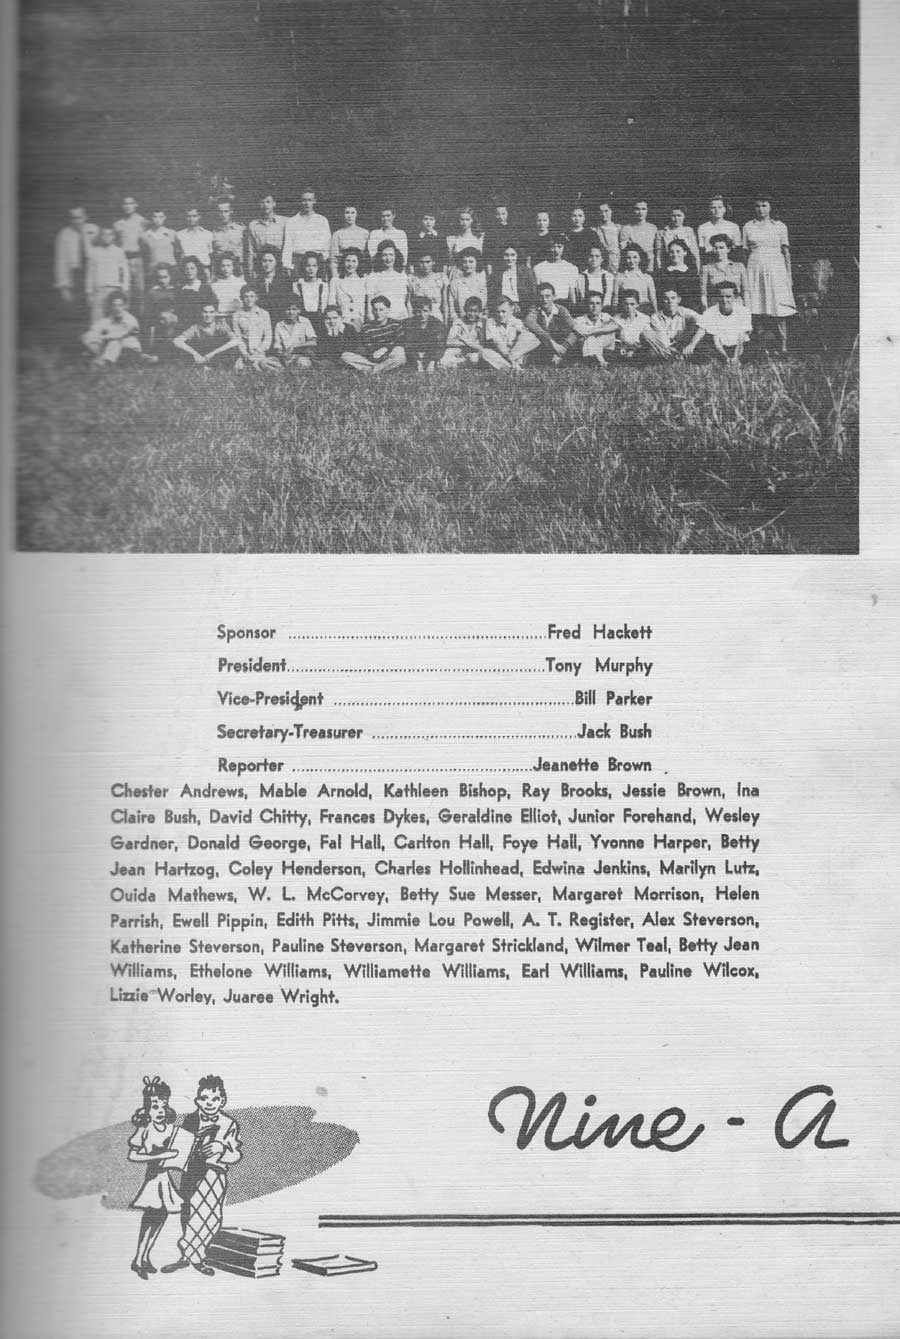 Sponsor ..........................................................Fred Hackett
President..........................................................Tony Murphy
Vice-President ......................................................Bill Parker
Secretary-Treasurer ..............................................Jack Bush
Reporter ......................................................Jeanette Brown
Chester Andrews, Mable Arnold, Kathleen Bishop, Ray Brooks, Jessie Brown, Ina
Claire Bush, David Chitty, Frances Dykes, Geraldine Elliot, Junior Forehand, Wesley
Gardner, Donald George, Fal Hall, Carlton Hall, Foye Hall, Yvonne Harper, Betty
Jean Hartzog, Coley Henderson, Charles Hollinhead, Edwina Jenkins, Marilyn Lutz,
Ouida Mathews, W. L. McCorvey, Betty Sue Messer, Margaret Morrison, Helen
Parrish, Ewell Pippin, Edith Pitts, Jimmie Lou Powell, A. T. Register, Alex Steverson,
Katherine Steverson, Pauline Steverson, Margaret Strickland, Wilmer Teal, Betty Jean
Williams, Ethelone Williams, Williamette Williams, Earl Williams, Pauline Wilcox,
Lizzie Worley, Juaree Wright.
Nine - A